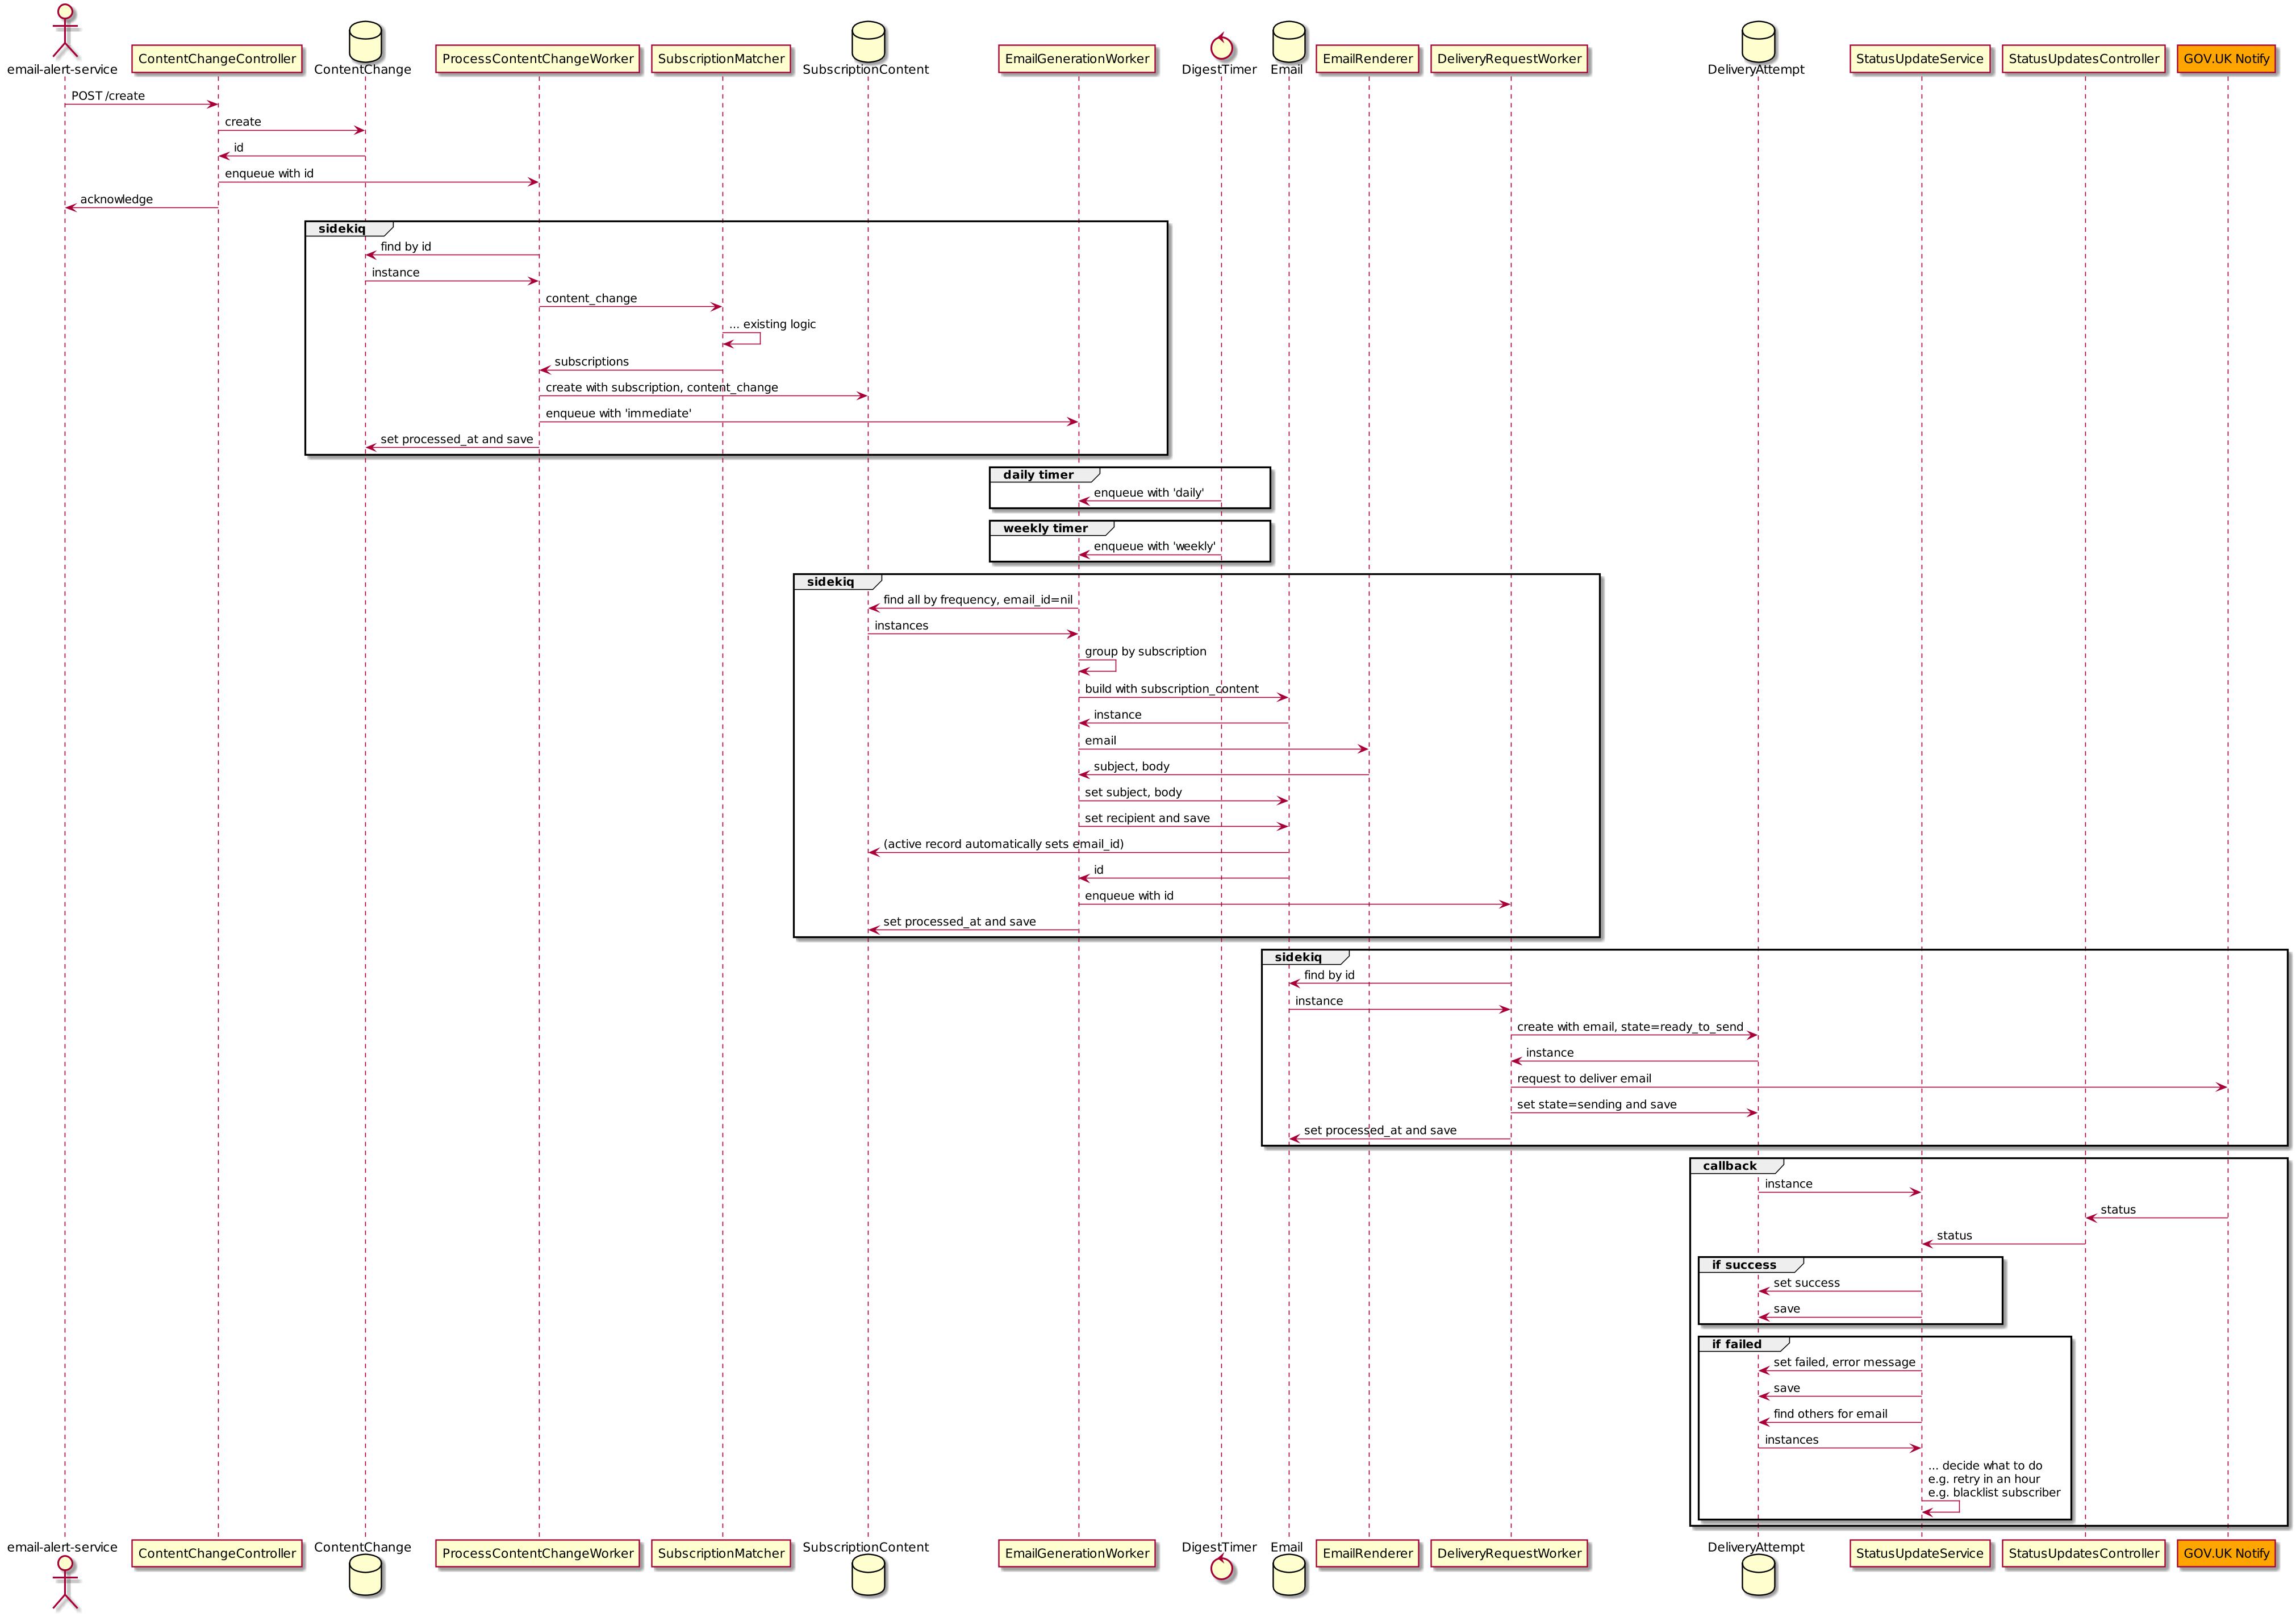 email-alert-service
ContentChangeController
ContentChange
ProcessContentChangeWorker
SubscriptionMatcher
SubscriptionContent
EmailGenerationWorker
DigestTimer
Email
EmailRenderer
DeliveryRequestWorker
DeliveryAttempt
StatusUpdateService
StatusUpdatesController
GOV.UK Notify
POST /create
create
id
enqueue with id
acknowledge
sidekiq
find by id
instance
content_change
... existing logic
subscriptions
create with subscription, content_change
enqueue with 'immediate'
set processed_at and save
daily timer
enqueue with 'daily'
weekly timer
enqueue with 'weekly'
sidekiq
find all by frequency, email_id=nil
instances
group by subscription
build with subscription_content
instance
email
subject, body
set subject, body
set recipient and save
(active record automatically sets email_id)
id
enqueue with id
set processed_at and save
sidekiq
find by id
instance
create with email, state=ready_to_send
instance
request to deliver email
set state=sending and save
set processed_at and save
callback
instance
status
status
if success
set success
save
if failed
set failed, error message
save
find others for email
instances
... decide what to do
e.g. retry in an hour
e.g. blacklist subscriber
email-alert-service
ContentChangeController
ContentChange
ProcessContentChangeWorker
SubscriptionMatcher
SubscriptionContent
EmailGenerationWorker
DigestTimer
Email
EmailRenderer
DeliveryRequestWorker
DeliveryAttempt
StatusUpdateService
StatusUpdatesController
GOV.UK Notify